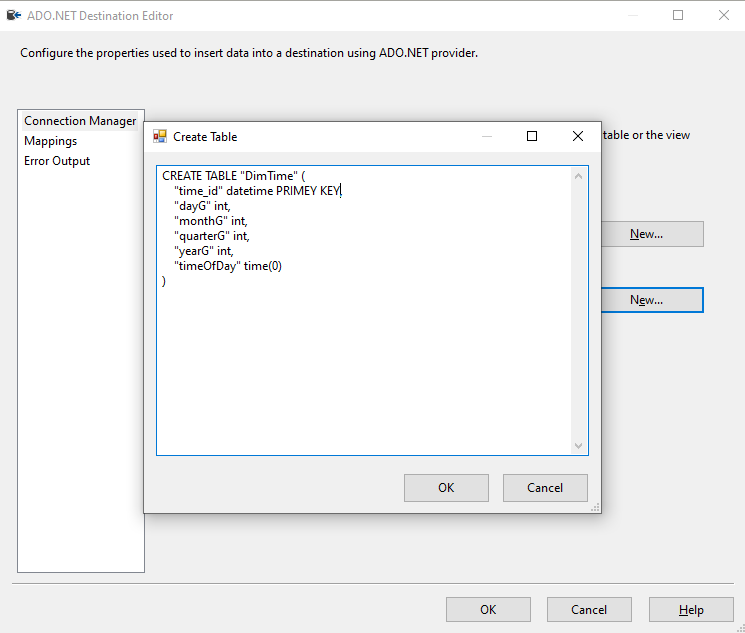 ADO.NET Destination Editor
Configure the properties used to insert data into a destination using ADO.NET provider.
Connection Manager
Mappings
Error Output
table or the view
New...
New...
Create Table
CREATE TABLE "DimTime" (
"time_id" datetime PRIMEY KEY,
"dayG" int,
"monthG" int,
"quarterG" int,
"yearG" int,
"timeOfDay" time(0)
)
OK
Cancel
OK
Cancel
Help